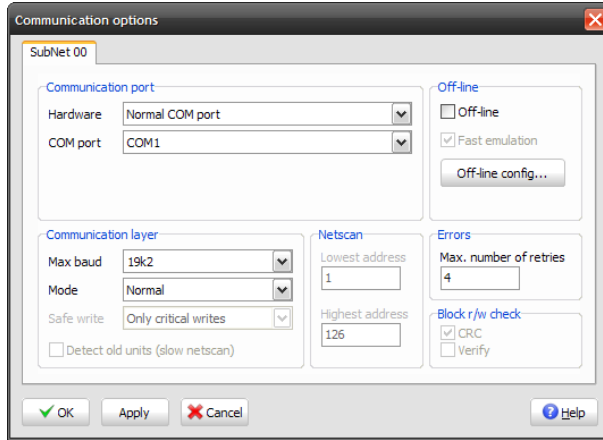 Communication options
SubNet 00
Communication port
Hardware Normal COM port
COM port COM1
Off-line
Off-line
Fast emulation
Off-line config...
Communication layer
Max baud 19k2
Mode Normal
Safe write Only critical writes
Detect old units (slow netscan)
Netscan
Lowest address
1
Highest address
126
Errors
Max. number of retries
4
Block r/w check
CRC
Verify
OK Apply Cancel Help